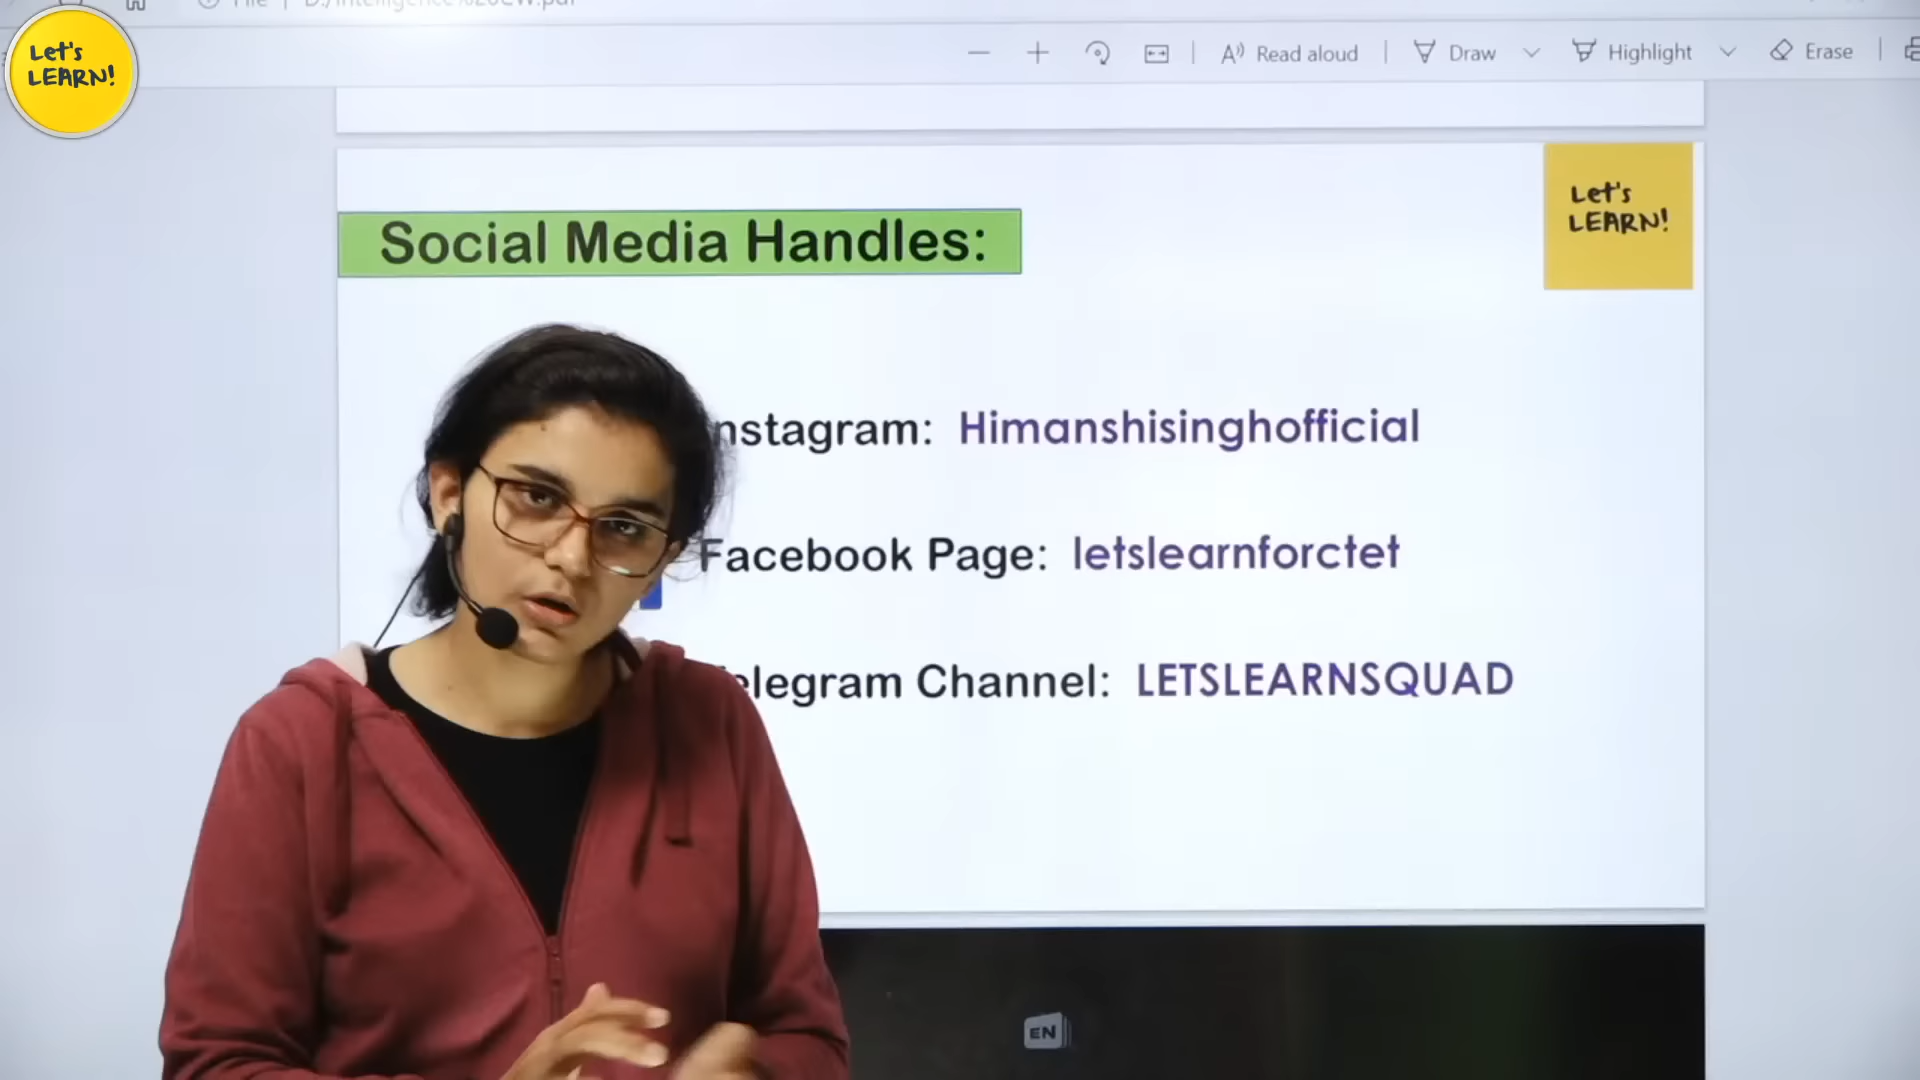 Let's
LEARN!
Read aloud
Draw
Highlight
Erase
Let's
LEARN!
Social Media Handles:
nstagram: Himanshisinghofficial
Facebook Page: letslearnforctet
elegram Channel: LETSLEARNSQUAD
EN